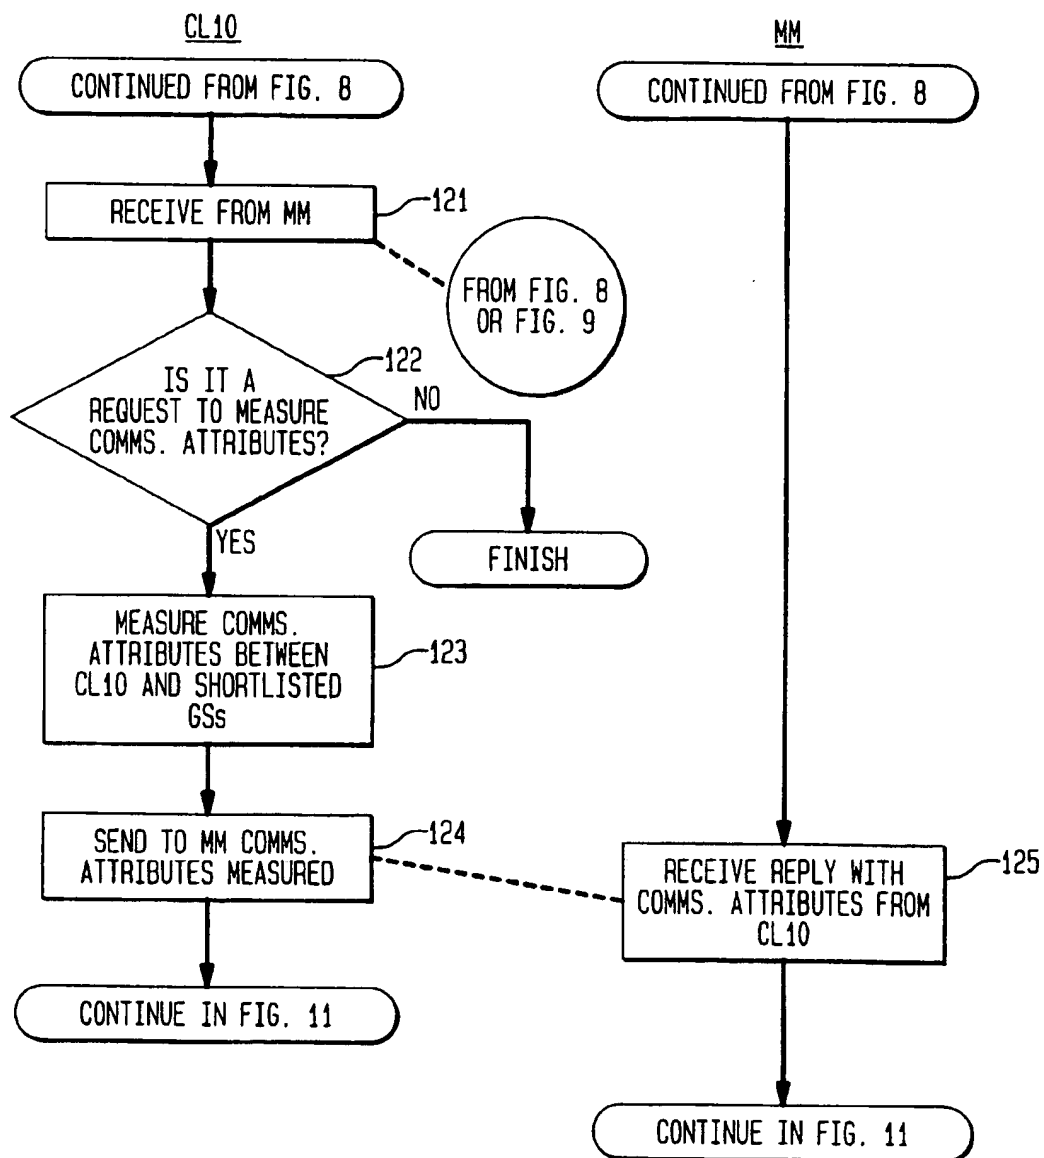 CL10
CONTINUED FROM FIG. 8
RECEIVE FROM MM
121
FROM FIG. 8
OR FIG. 9
IS IT A
REQUEST TO MEASURE
COMMS. ATTRIBUTES?
122
NO
YES
FINISH
MEASURE COMMS.
ATTRIBUTES BETWEEN
CL10 AND SHORTLISTED
GSs
123
SEND TO MM COMMS.
ATTRIBUTES MEASURED
124
CONTINUE IN FIG. 11
MM
CONTINUED FROM FIG. 8
RECEIVE REPLY WITH
COMMS. ATTRIBUTES FROM
CL10
125
CONTINUE IN FIG. 11